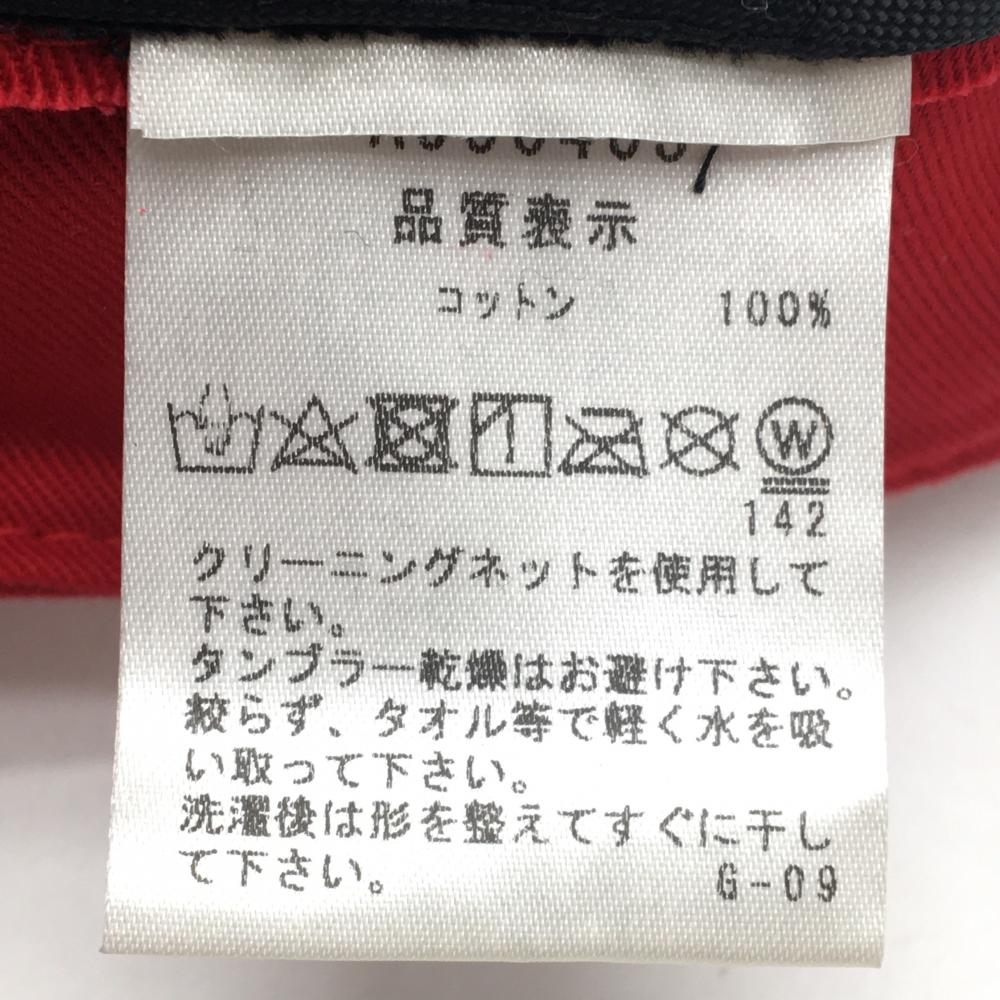 品質表示
コットン 100%
W
142
クリーニングネットを使用して
下さい。
タンブラー乾燥はお避け下さい。
絞らず、タオル等で軽く水を吸
い取って下さい。
洗濯後は形を整えてすぐに干し
て下さい。
G-09